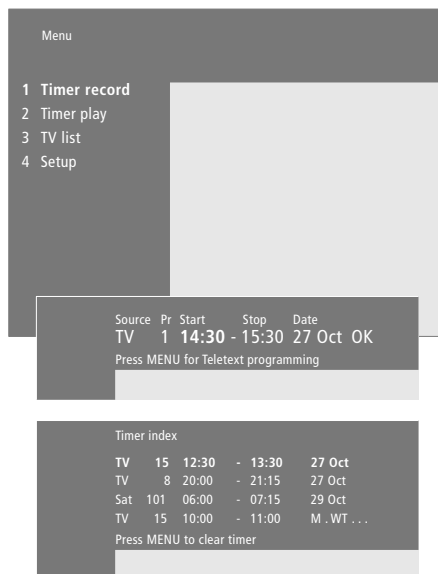 Menu
1 Timer record
2 Timer play
3 TV list
4 Setup
Source Pr Start Stop Date
TV 1 14:30 - 15:30 27 Oct OK
Press MENU for Teletext programming
Timer index
TV 15 12:30 - 13:30 27 Oct
TV 8 20:00 - 21:15 27 Oct
Sat 101 06:00 - 07:15 29 Oct
TV 15 10:00 - 11:00 M . WT . . .
Press MENU to clear timer